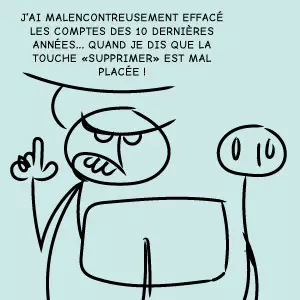 J'AI MALENCONTREUSEMENT EFFACÉ
LES COMPTES DES 10 DERNIÈRES
ANNÉES... QUAND JE DIS QUE LA
TOUCHE «SUPPRIMER» EST MAL
PLACÉE !